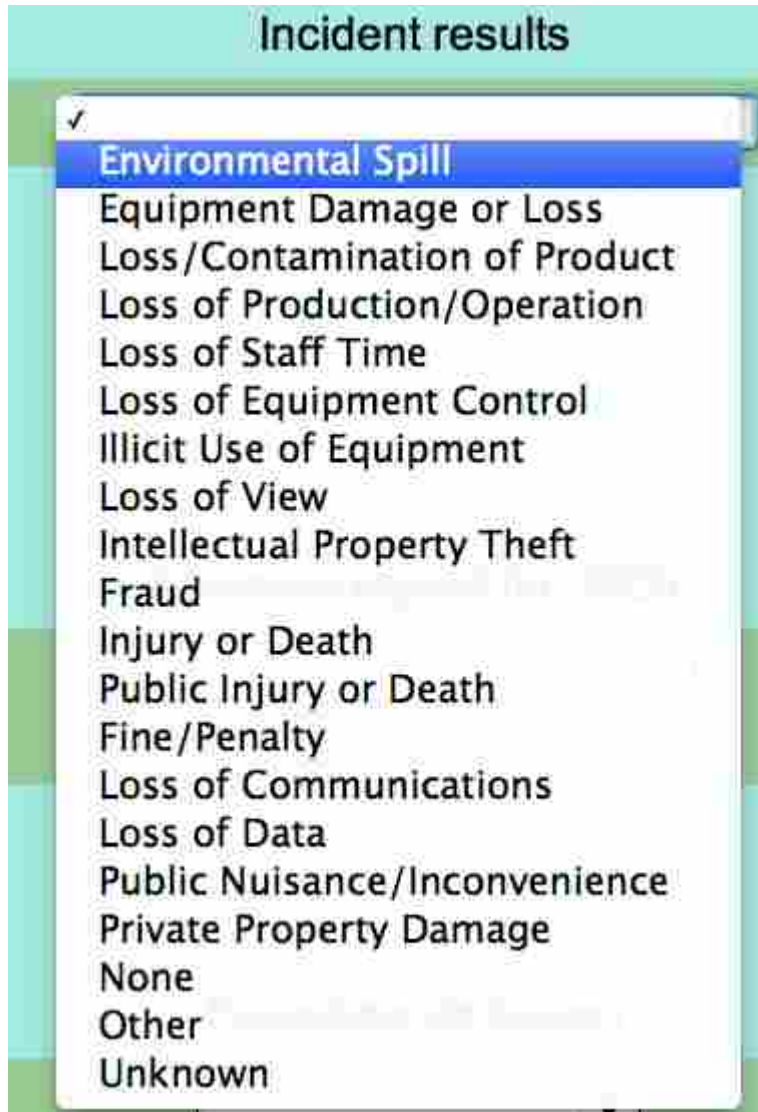 Incident results
✓
Environmental Spill
Equipment Damage or Loss
Loss/Contamination of Product
Loss of Production/Operation
Loss of Staff Time
Loss of Equipment Control
Illicit Use of Equipment
Loss of View
Intellectual Property Theft
Fraud
Injury or Death
Public Injury or Death
Fine/Penalty
Loss of Communications
Loss of Data
Public Nuisance/Inconvenience
Private Property Damage
None
Other
Unknown